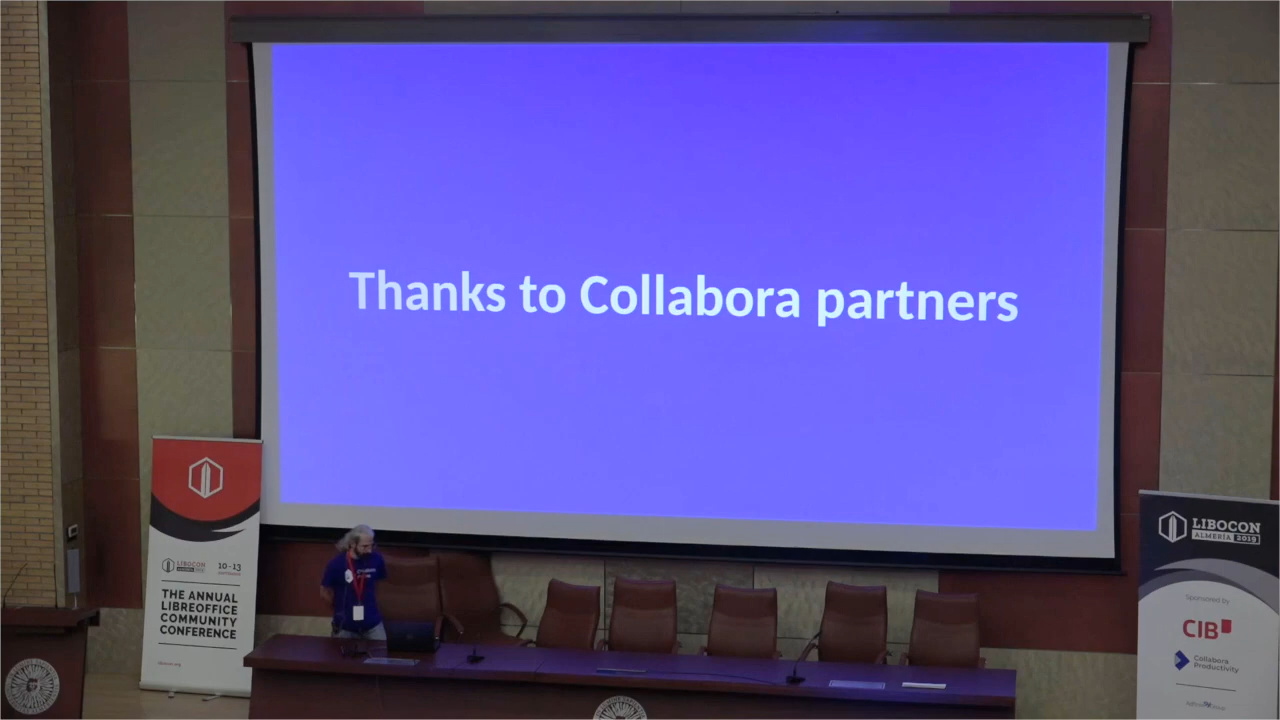 Thanks to Collabora partners
LIBOCON
10-13
THE ANNUAL
LIBREOFFICE
COMMUNITY
CONFERENCE
LIBOCON
ALMERÍA 2019
Sponsored by
CIB
Collabora
Productivity